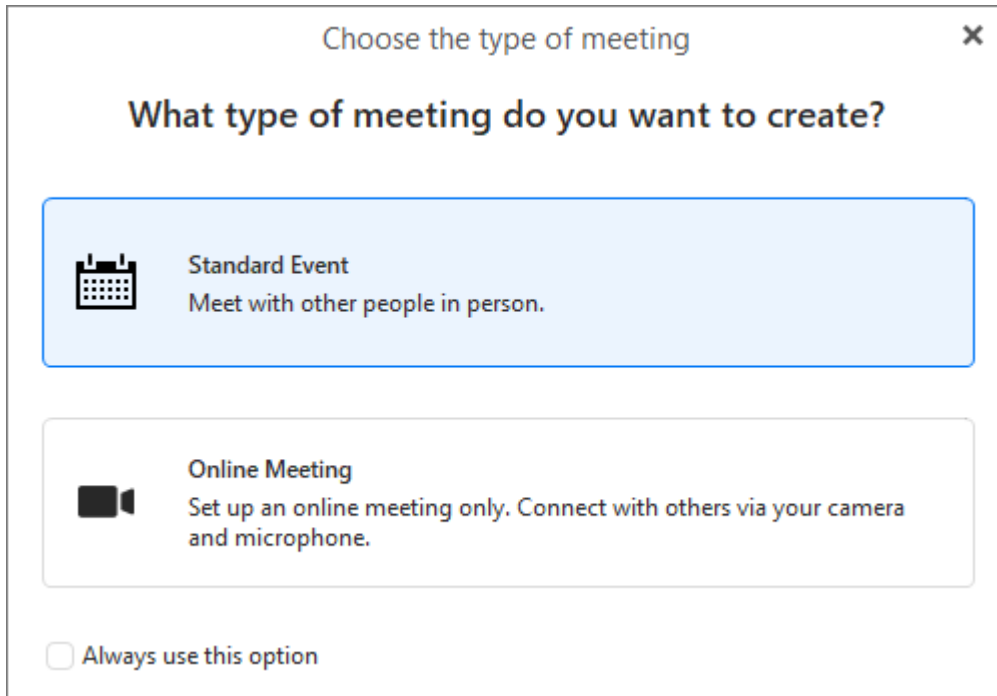 Choose the type of meeting
What type of meeting do you want to create?
Standard Event
Meet with other people in person.
Online Meeting
Set up an online meeting only. Connect with others via your camera
and microphone.
Always use this option